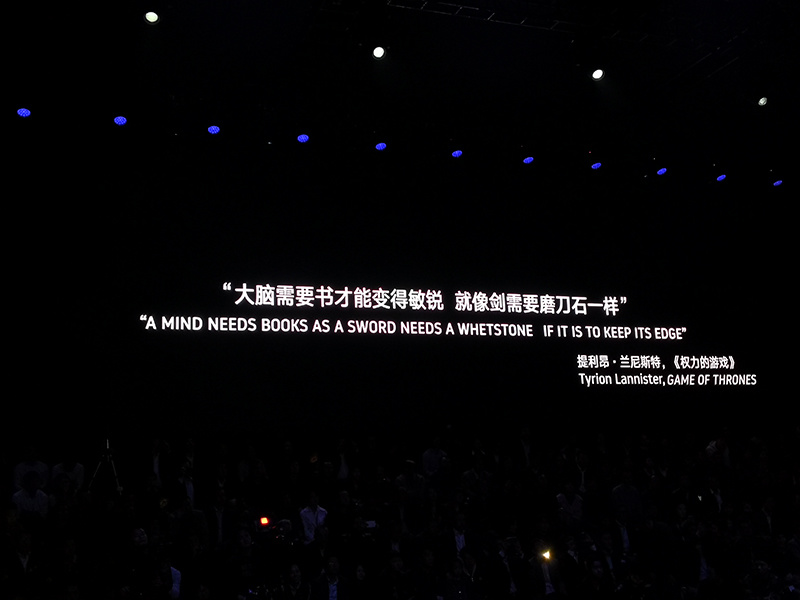 “大脑需要书才能变得敏锐 就像剑需要磨刀石一样”
“A MIND NEEDS BOOKS AS A SWORD NEEDS A WHETSTONE IF IT IS TO KEEP ITS EDGE”
提利昂·兰尼斯特，《权力的游戏》
Tyrion Lannister, GAME OF THRONES